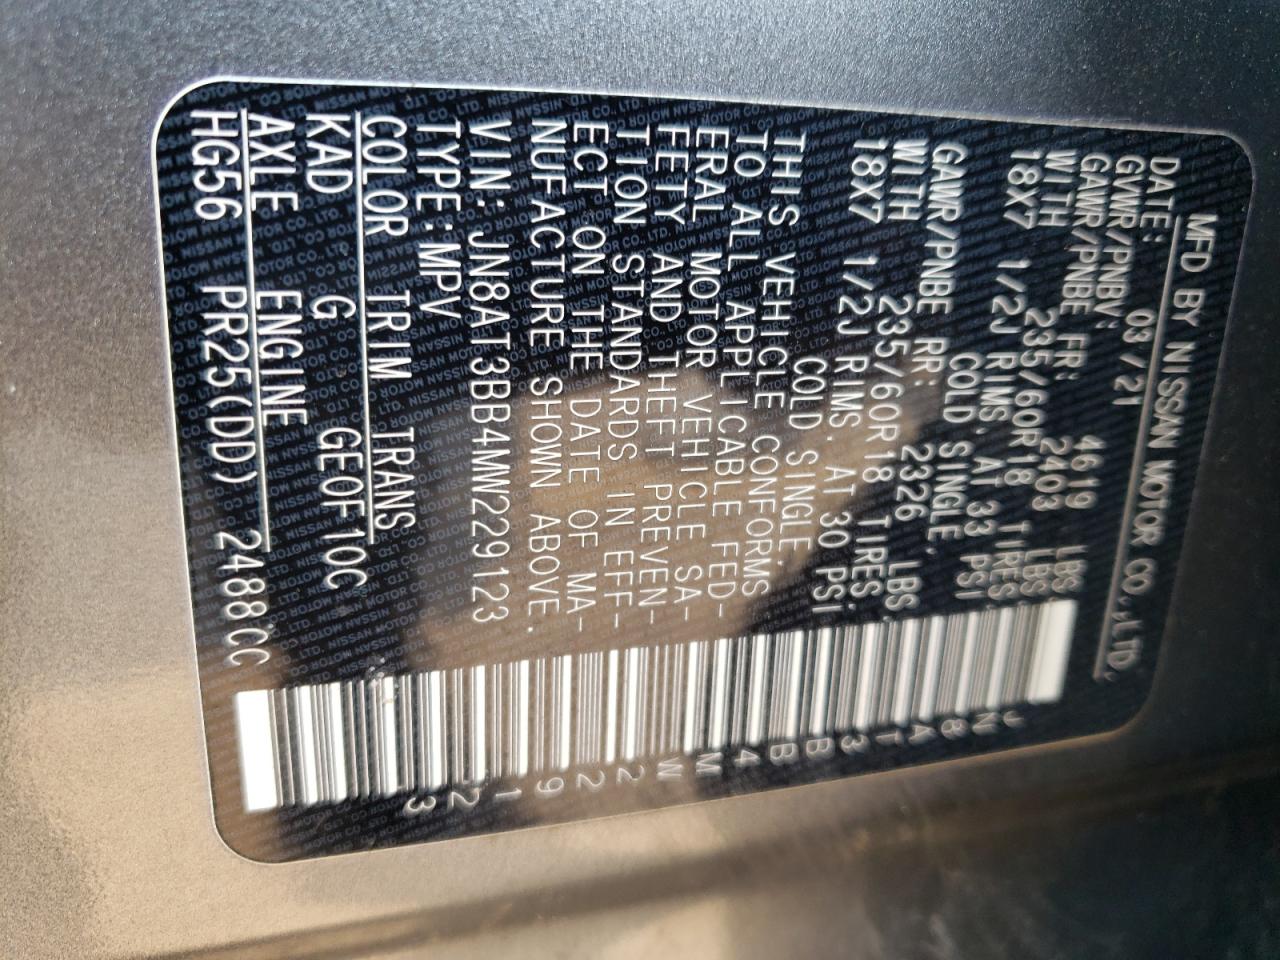 MFD BY NISSAN MOTOR CO.,LTD.
DATE: 03 / 21
GVWR/PNBV: 4619 LBS
GAWR/PNBE FR: 2403 LBS
WITH 235/60R18 TIRES,
18X7 1/2J RIMS, AT 33 PSI
COLD SINGLE.
GAWR/PNBE RR: 2326 LBS
WITH 235/60R18 TIRES,
18X7 1/2J RIMS, AT 30 PSI
COLD SINGLE.
THIS VEHICLE CONFORMS
TO ALL APPLICABLE FED-
ERAL MOTOR VEHICLE SA-
FETY AND THEFT PREVEN-
TION STANDARDS IN EFF-
ECT ON THE DATE OF MA-
NUFACTURE SHOWN ABOVE.
VIN: JN8AT3BB4MW229123
TYPE:MPV
COLOR TRIM TRANS
KAD G GEOF10C
AXLE ENGINE
HG56 PR25(DD) 2488CC
JN8AT3BB4MW229123